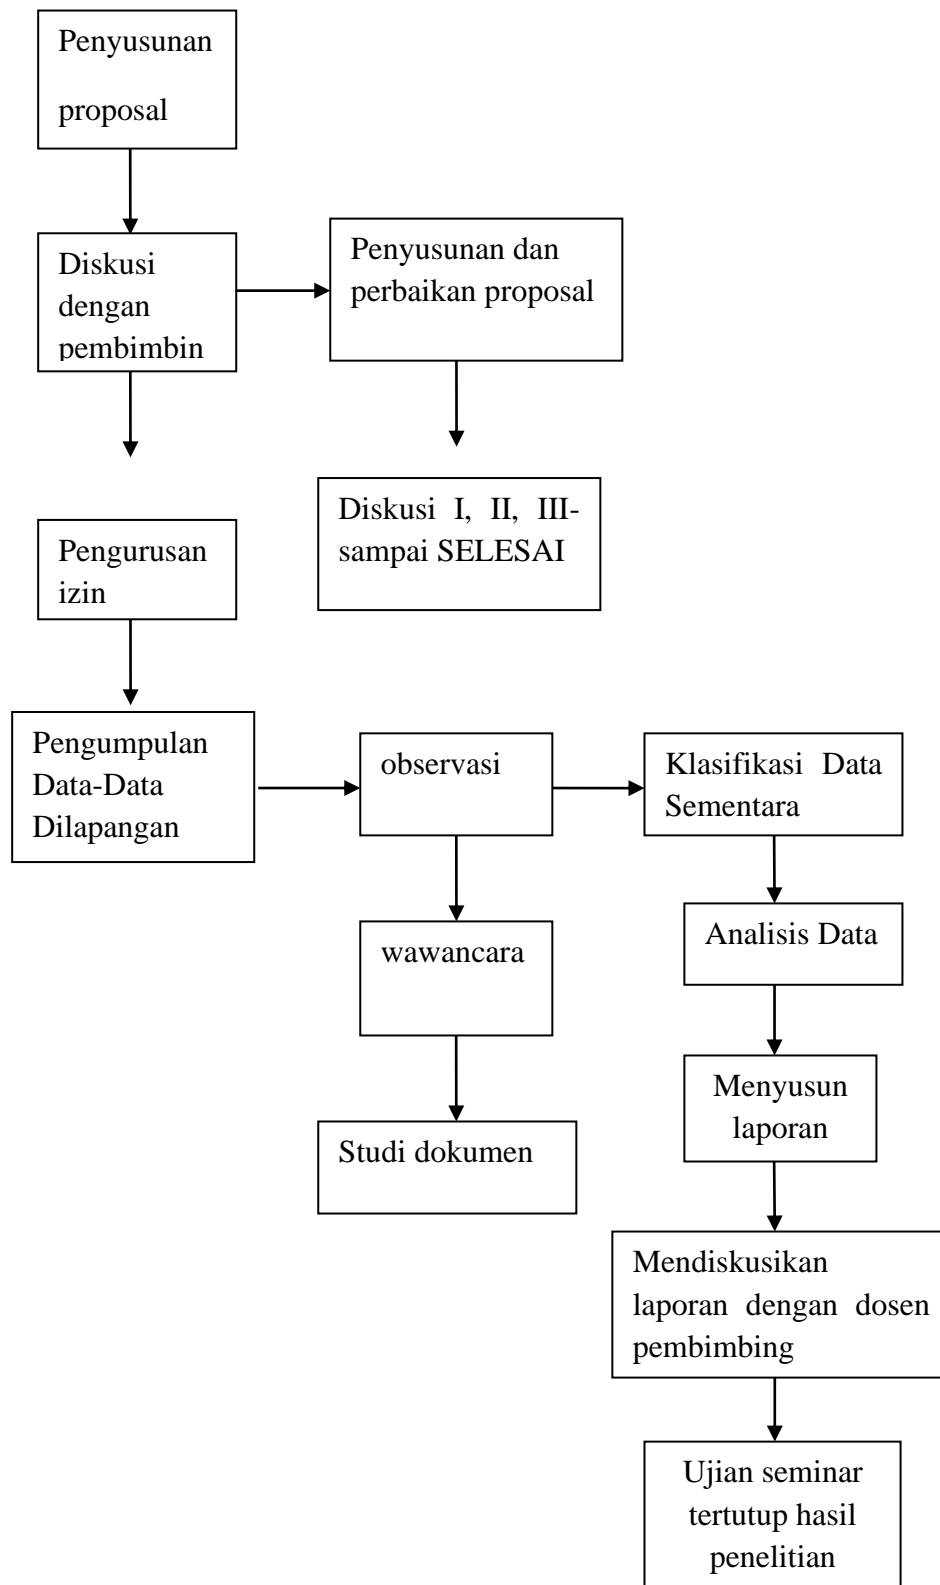 Penyusunan
proposal
Diskusi
dengan
pembimbin
Penyusunan dan
perbaikan proposal
Diskusi I, II, III-
sampai SELESAI
Pengurusan
izin
Pengumpulan
Data-Data
Dilapangan
observasi
Klasifikasi Data
Sementara
wawancara
Analisis Data
Studi dokumen
Menyusun
laporan
Mendiskusikan
laporan dengan dosen
pembimbing
Ujian seminar
tertutup hasil
penelitian